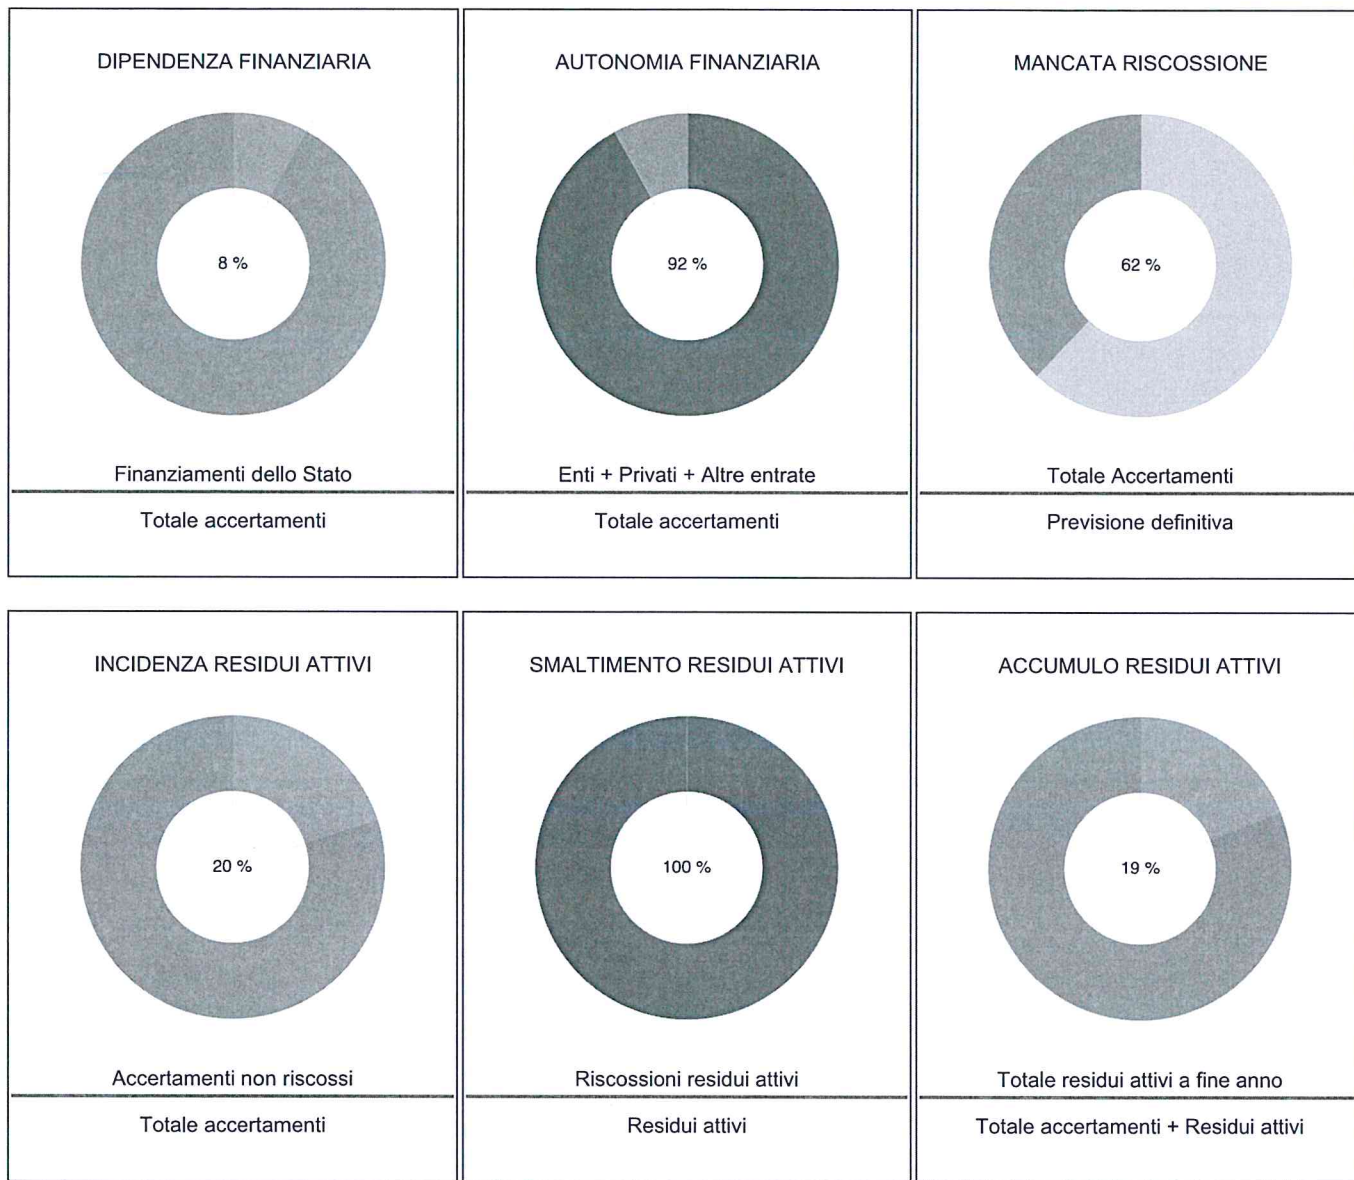 DIPENDENZA FINANZIARIA
8 %
Finanziamenti dello Stato
Totale accertamenti
AUTONOMIA FINANZIARIA
92 %
Enti + Privati + Altre entrate
Totale accertamenti
MANCATA RISCOSSIONE
62 %
Totale Accertamenti
Previsione definitiva
INCIDENZA RESIDUI ATTIVI
20 %
Accertamenti non riscossi
Totale accertamenti
SMALTIMENTO RESIDUI ATTIVI
100 %
Riscossioni residui attivi
Residui attivi
ACCUMULO RESIDUI ATTIVI
19 %
Totale residui attivi a fine anno
Totale accertamenti + Residui attivi